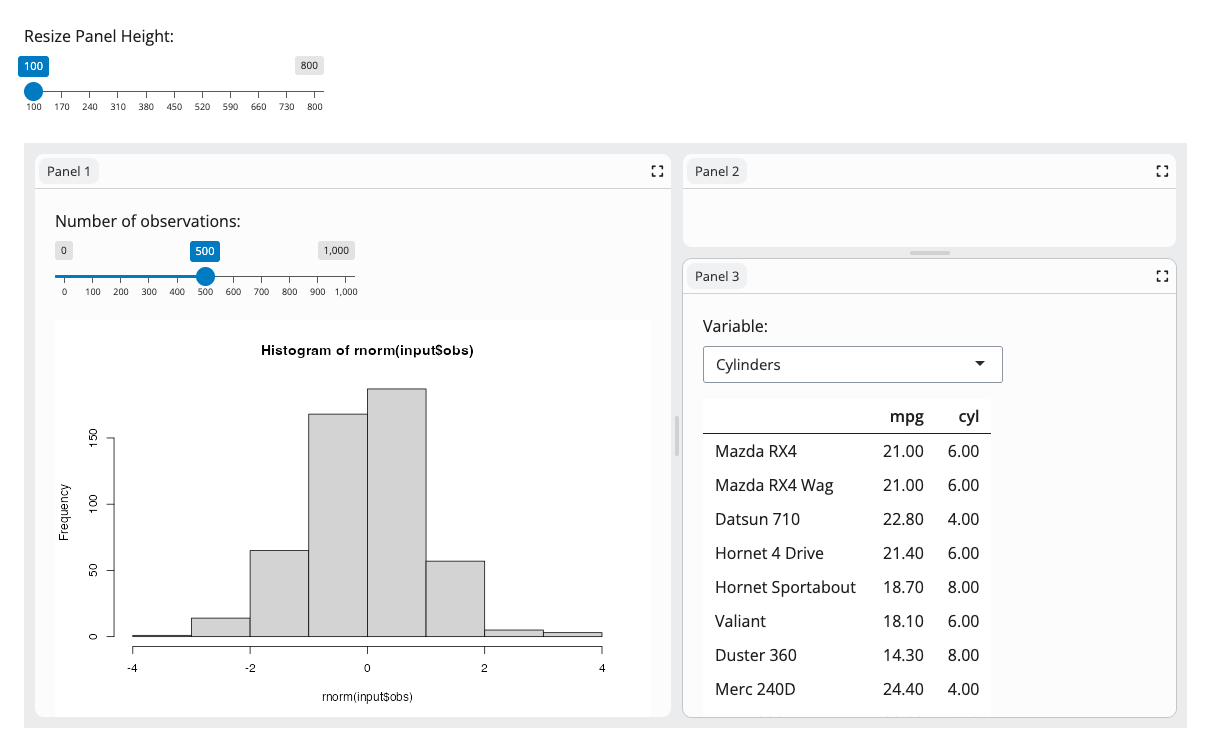 Resize Panel Height:
100 800
100 170 240 310 380 450 520 590 660 730 800
Panel 1
Number of observations:
0 500 1,000
0 100 200 300 400 500 600 700 800 900 1,000
Histogram of rnorm(input$obs)
Frequency
150
100
50
0
-4 -2 0 2 4
rnorm(input$obs)
Panel 2
Panel 3
Variable:
Cylinders
mpg cyl
Mazda RX4 21.00 6.00
Mazda RX4 Wag 21.00 6.00
Datsun 710 22.80 4.00
Hornet 4 Drive 21.40 6.00
Hornet Sportabout 18.70 8.00
Valiant 18.10 6.00
Duster 360 14.30 8.00
Merc 240D 24.40 4.00